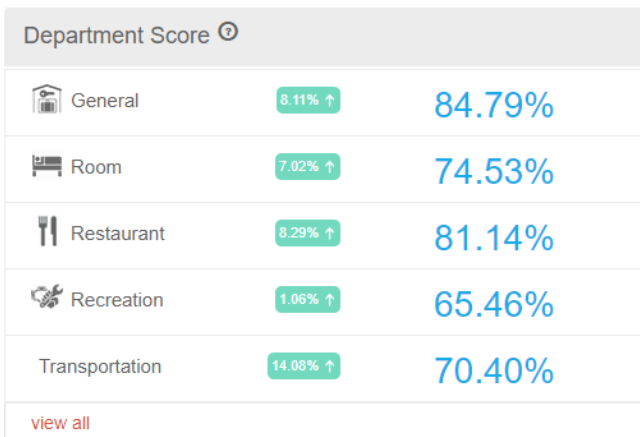 Department Score ?
General 8.11% ↑ 84.79%
Room 7.02% ↑ 74.53%
Restaurant 8.29% ↑ 81.14%
Recreation 1.06% ↑ 65.46%
Transportation 14.08% ↑ 70.40%
view all